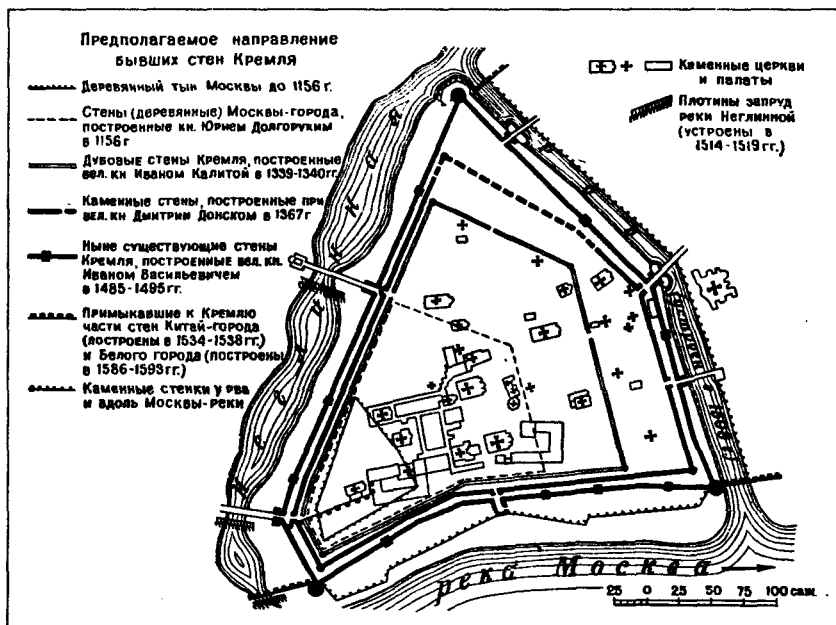 Предполагаемое направление
бывших стен Кремля
Деревянный тын Москвы до 1156 г.
Стены (деревянные) Москвы-города,
построенные кн. Юрием Долгоруким
в 1156 г
Дубовые стены Кремля, построенные
вел. кн Иваном Калитой в 1339-1340 гг.
Каменные стены, построенные при
вел. кн Дмитрии Донском в 1367 г
Ныне существующие стены
Кремля, построенные вел. кн.
Иваном Васильевичем
в 1485-1495 гг.
Примыкавшие к Кремлю
части стен Китай-города
(построены в 1534-1538 гг.)
и Белого города (построены
в 1586-1593 гг.)
Каменные стенки у рва
и вдоль Москвы-реки
Каменные церкви
и палаты
Плотины запруд
реки Неглинной
(устроены в
1514-1519 гг.)
река Москва
25 0 25 50 75 100 саж.